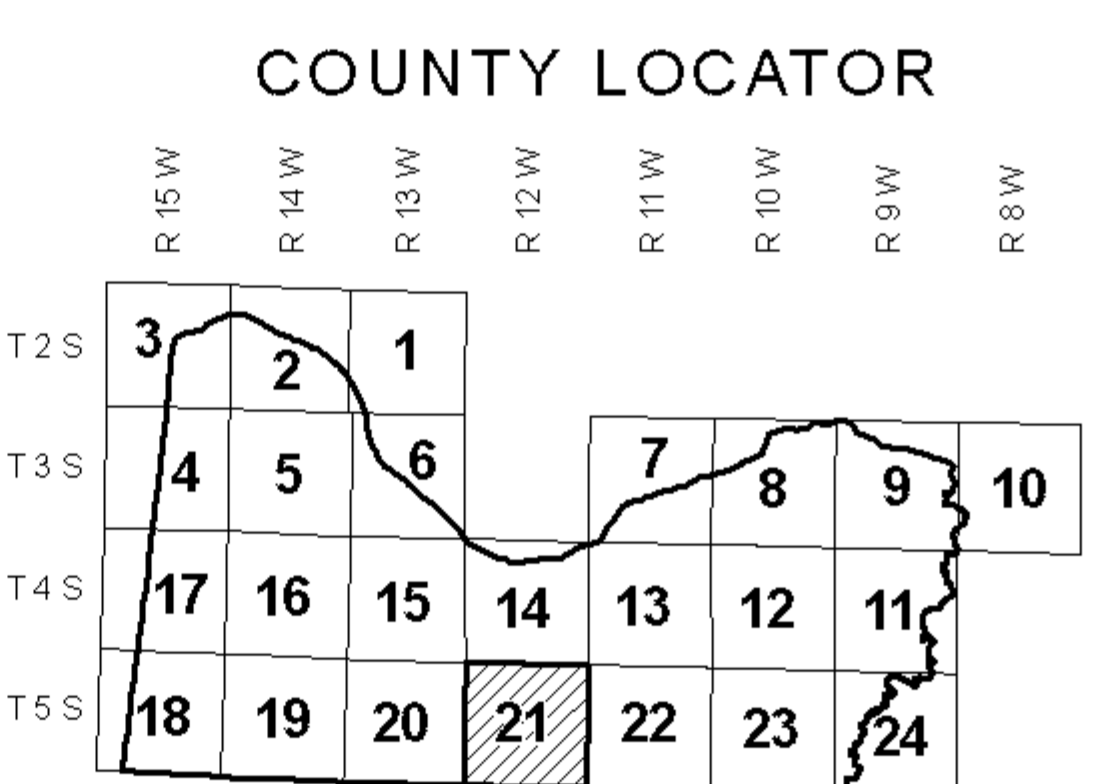 COUNTY LOCATOR
R 15 W R 14 W R 13 W R 12 W R 11 W R 10 W R 9 W R 8 W
T 2 S 3 2 1
T 3 S 4 5 6 7 8 9 10
T 4 S 17 16 15 14 13 12 11
T 5 S 18 19 20 21 22 23 24